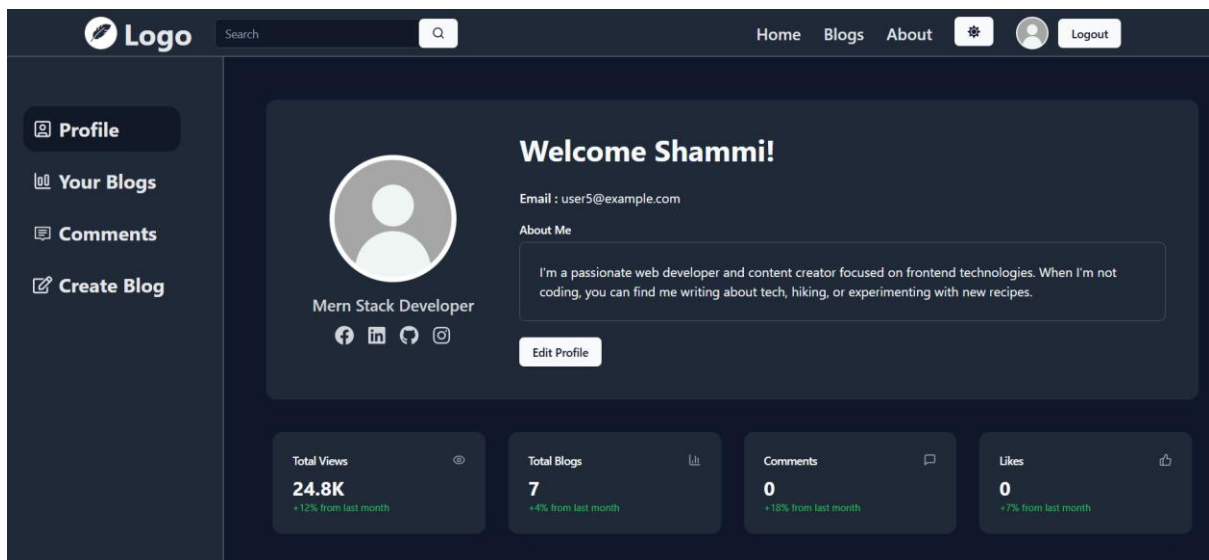 Logo
Search
Home Blogs About
Logout
Profile
Your Blogs
Comments
Create Blog
Mern Stack Developer
Welcome Shammi!
Email : user5@example.com
About Me
I'm a passionate web developer and content creator focused on frontend technologies. When I'm not
coding, you can find me writing about tech, hiking, or experimenting with new recipes.
Edit Profile
Total Views
24.8K
+12% from last month
Total Blogs
7
+4% from last month
Comments
0
+18% from last month
Likes
0
+7% from last month